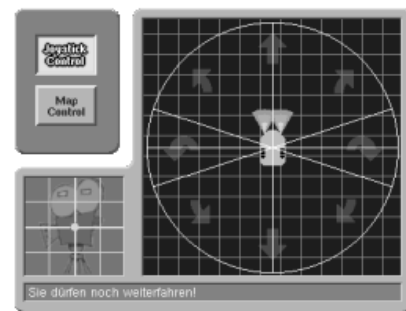 Joystick
Control
Map
Control
Sie dürfen noch weiterfahren!